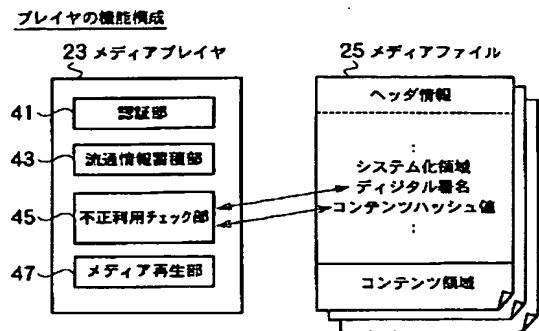 プレイヤの機能構成
23 メディアプレイヤ
41 認証部
43 流通情報蓄積部
45 不正利用チェック部
47 メディア再生部
25 メディアファイル
ヘッダ情報
:
システム化領域
ディジタル署名
コンテンツハッシュ値
:
コンテンツ領域